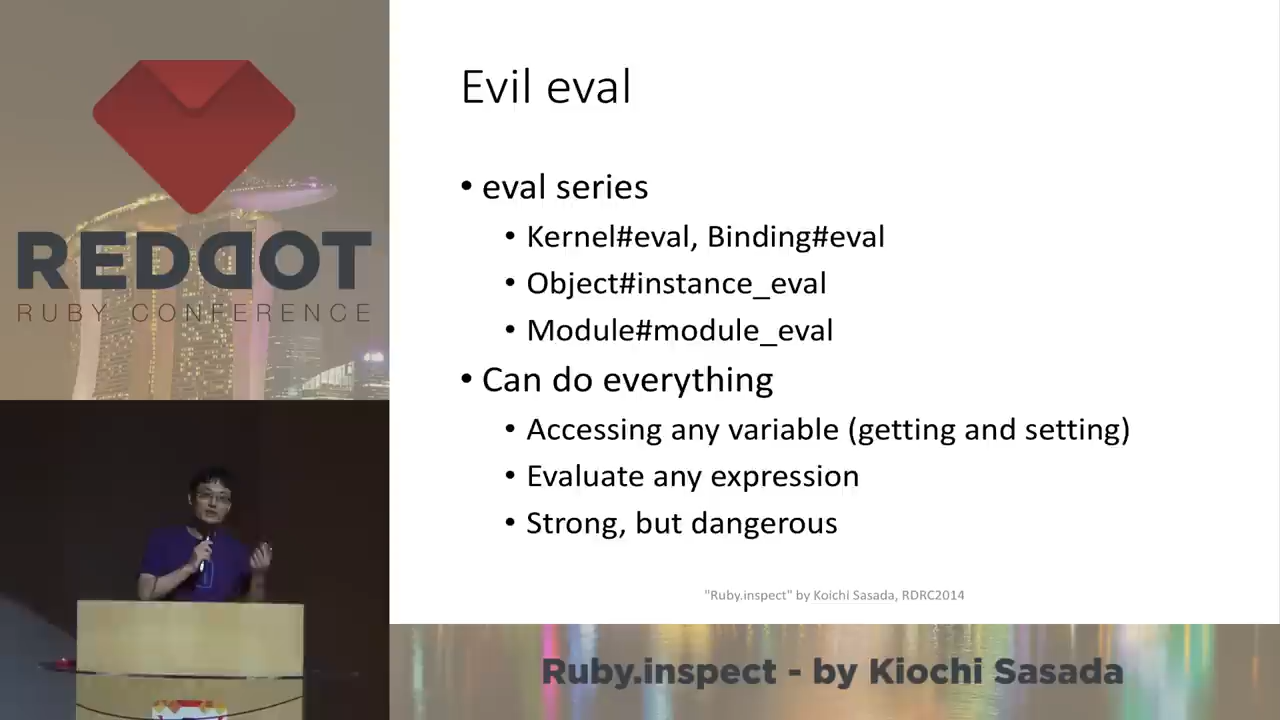 REDDOT
RUBY CONFERENCE
Evil eval
• eval series
• Kernel#eval, Binding#eval
• Object#instance_eval
• Module#module_eval
• Can do everything
• Accessing any variable (getting and setting)
• Evaluate any expression
• Strong, but dangerous
"Ruby.inspect" by Koichi Sasada, RDRC2014
Ruby.inspect - by Kiochi Sasada
REDDOT